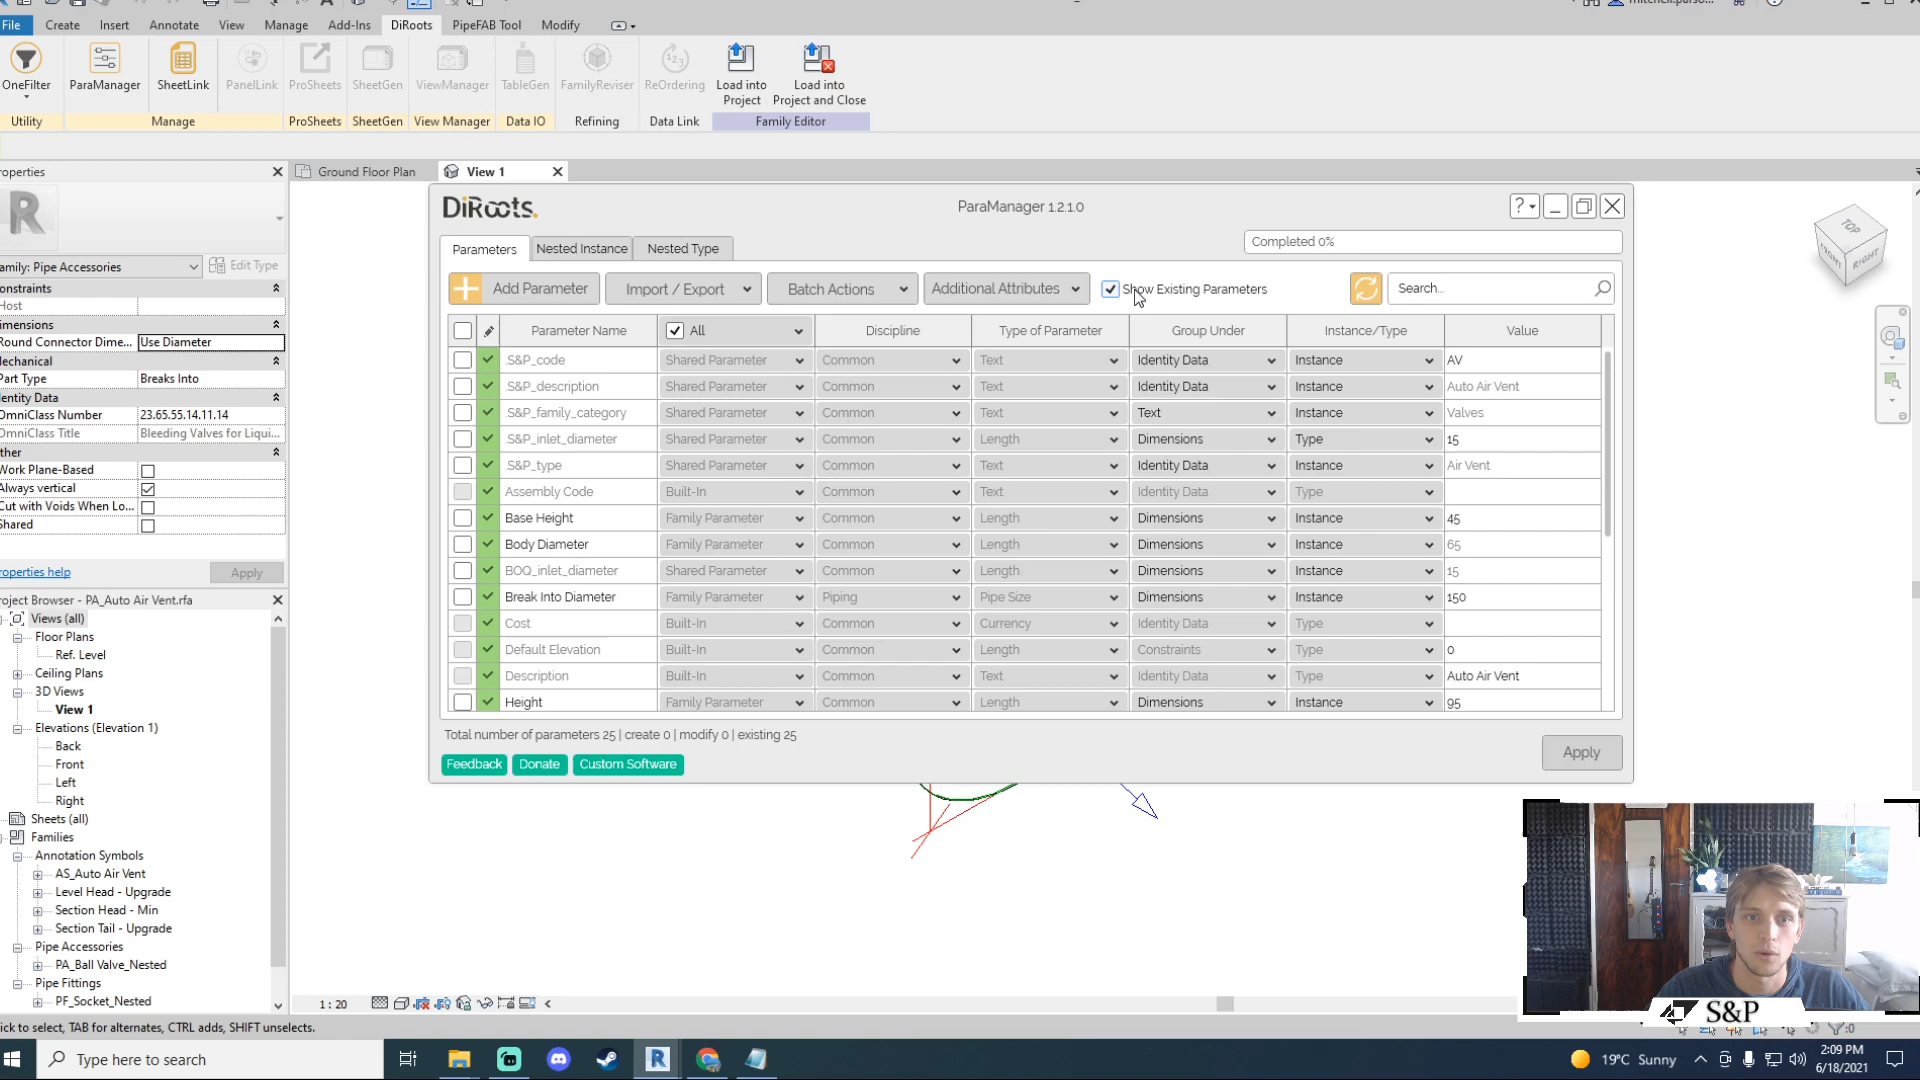 File Create Insert Annotate View Manage Add-Ins DiRoots PipeFAB Tool Modify
OneFilter ParaManager SheetLink PanelLink ProSheets SheetGen ViewManager TableGen FamilyReviser ReOrdering Load into Project Load into Project and Close
Utility Manage ProSheets SheetGen View Manager Data IO Refining Data Link Family Editor
roperties
Ground Floor Plan View 1
R
amily: Pipe Accessories Edit Type
onstraints
Host
imensions
Round Connector Dime... Use Diameter
Mechanical
Part Type Breaks Into
dentity Data
OmniClass Number 23.65.55.14.11.14
OmniClass Title Bleeding Valves for Liqui...
ther
Work Plane-Based
Always vertical
Cut with Voids When Lo...
Shared
roperties help Apply
roject Browser - PA_Auto Air Vent.rfa
Views (all)
Floor Plans
Ref. Level
Ceiling Plans
3D Views
View 1
Elevations (Elevation 1)
Back
Front
Left
Right
Sheets (all)
Families
Annotation Symbols
AS_Auto Air Vent
Level Head - Upgrade
Section Head - Min
Section Tail - Upgrade
Pipe Accessories
PA_Ball Valve_Nested
Pipe Fittings
PF_Socket_Nested
DiRoots. ParaManager 1.2.1.0
?
Parameters Nested Instance Nested Type Completed 0%
Add Parameter Import / Export Batch Actions Additional Attributes Show Existing Parameters Search...
Parameter Name All Discipline Type of Parameter Group Under Instance/Type Value
.S&P_code Shared Parameter Common Text Identity Data Instance AV
.S&P_description Shared Parameter Common Text Identity Data Instance Auto Air Vent
.S&P_family_category Shared Parameter Common Text Text Instance Valves
.S&P_inlet_diameter Shared Parameter Common Length Dimensions Type 15
.S&P_type Shared Parameter Common Text Identity Data Instance Air Vent
Assembly Code Built-In Common Text Identity Data Type
Base Height Family Parameter Common Length Dimensions Instance 45
Body Diameter Family Parameter Common Length Dimensions Instance 65
BOQ_inlet_diameter Shared Parameter Common Length Dimensions Instance 15
Break Into Diameter Family Parameter Piping Pipe Size Dimensions Instance 150
Cost Built-In Common Currency Identity Data Type
Default Elevation Built-In Common Length Constraints Type 0
Description Built-In Common Text Identity Data Type Auto Air Vent
Height Family Parameter Common Length Dimensions Instance 95
Total number of parameters 25 | create 0 | modify 0 | existing 25
Feedback Donate Custom Software Apply
TOP
FRONT RIGHT
S&P
1 : 20
ick to select, TAB for alternates, CTRL adds, SHIFT unselects.
:0
Type here to search
19°C Sunny
2:09 PM
6/18/2021